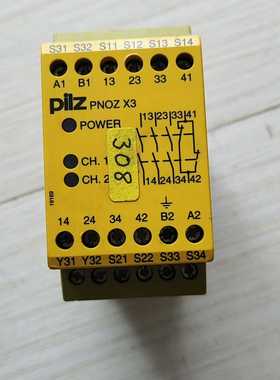 S31 S32 S11 S12 S13 S14
A1 B1 13 23 33 41
pilz PNOZ X3
POWER
13 23 33 41
CH. 1
CH. 2
308
14 24 34 42
14 24 34 42 B2 A2
Y31 Y32 S21 S22 S33 S34